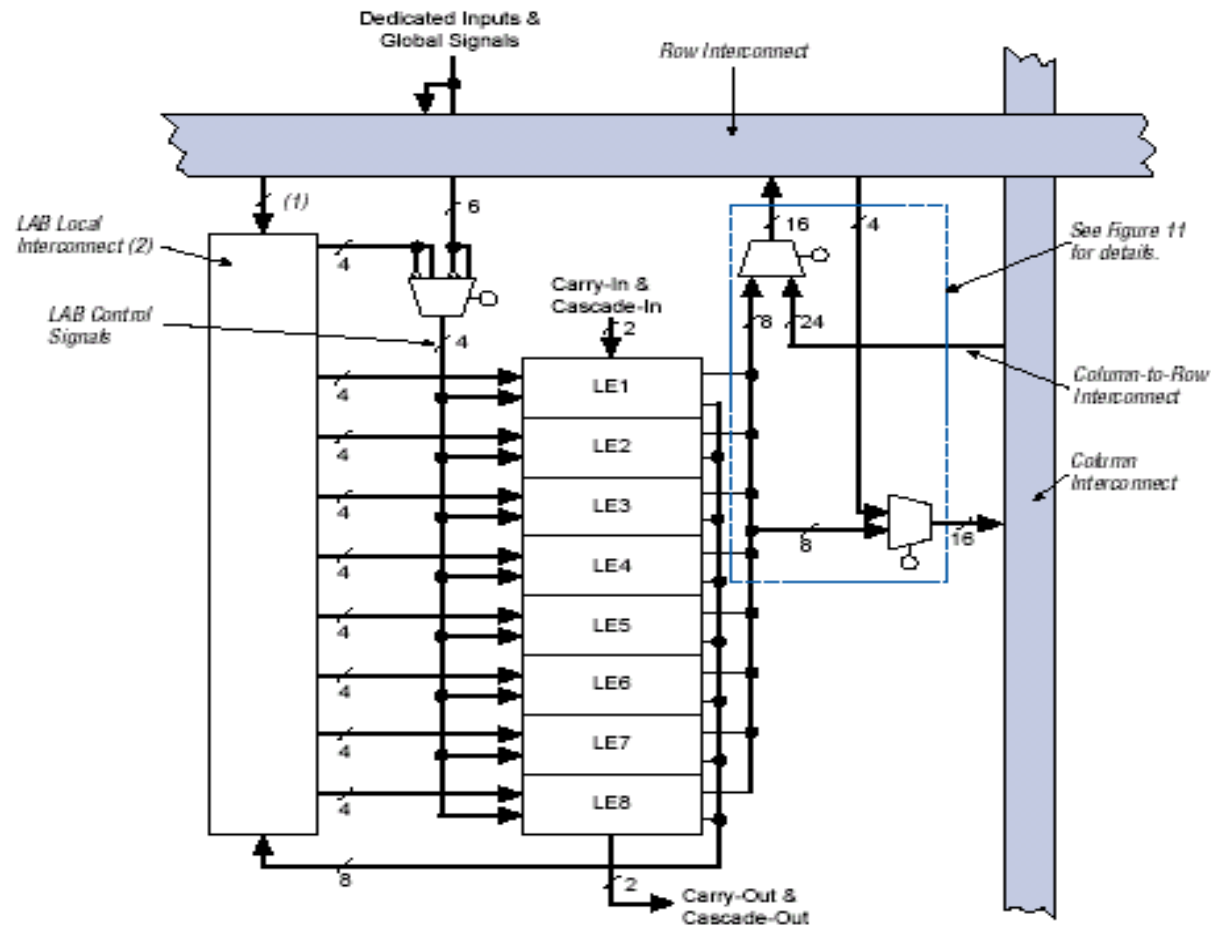 Dedicated Inputs &
Global Signals
Row Interconnect
(1)
6
16
4
LAB Local
Interconnect (2)
See Figure 11
for details.
4
Carry-In &
Cascade-In
LAB Control
Signals
4
2
8
24
LE1
4
Column-to-Row
Interconnect
LE2
4
Column
Interconnect
LE3
4
8
16
LE4
4
LE5
4
LE6
4
LE7
4
LE8
4
8
2
Carry-Out &
Cascade-Out